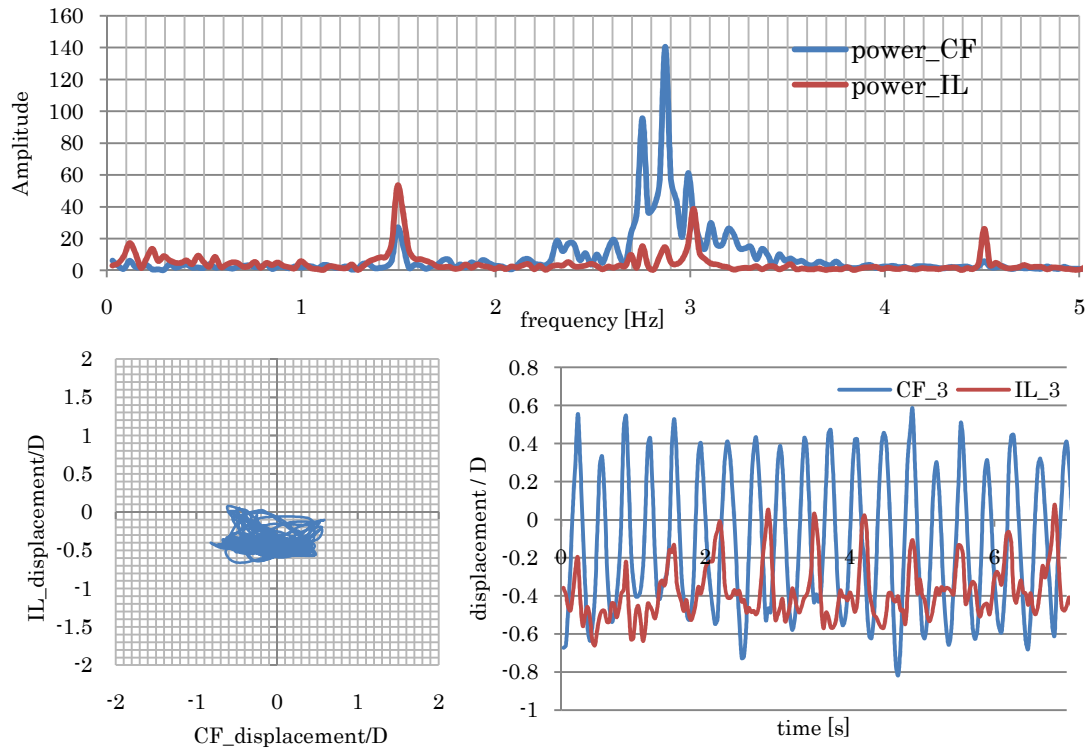 160
140
120
100
80
60
40
20
0
Amplitude
power_CF
power_IL
0 1 2 3 4 5
frequency [Hz]
2
1.5
1
0.5
0
-0.5
-1
-1.5
-2
IL_displacement/D
-2 -1 0 1 2
CF_displacement/D
0.8
0.6
0.4
0.2
0
-0.2
-0.4
-0.6
-0.8
-1
displacement / D
CF_3 IL_3
0 2 4 6
time [s]